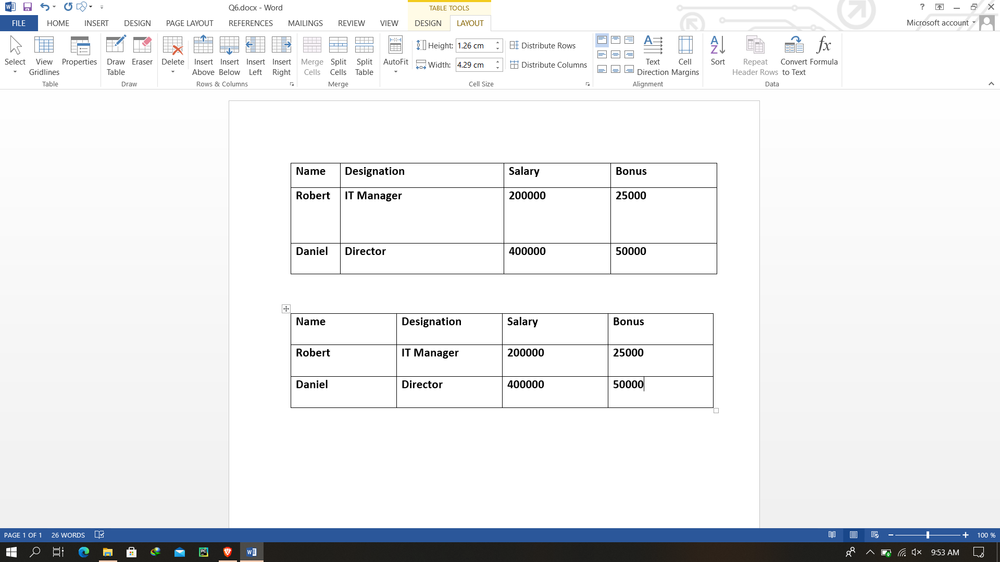 Q6.docx - Word
TABLE TOOLS
?
FILE HOME INSERT DESIGN PAGE LAYOUT REFERENCES MAILINGS REVIEW VIEW DESIGN LAYOUT Microsoft account
Select
View Gridlines
Properties
Table
Draw Table
Eraser
Draw
Delete
Insert Above
Insert Below
Insert Left
Insert Right
Rows & Columns
Merge Cells
Split Cells
Split Table
Merge
AutoFit
Height: 1.26 cm
Width: 4.29 cm
Distribute Rows
Distribute Columns
Cell Size
Text Direction
Cell Margins
Alignment
Sort
Repeat Header Rows
Convert to Text
Formula
Data
Name Designation Salary Bonus
Robert IT Manager 200000 25000
Daniel Director 400000 50000
Name Designation Salary Bonus
Robert IT Manager 200000 25000
Daniel Director 400000 50000
PAGE 1 OF 1 26 WORDS 100 %
9:53 AM